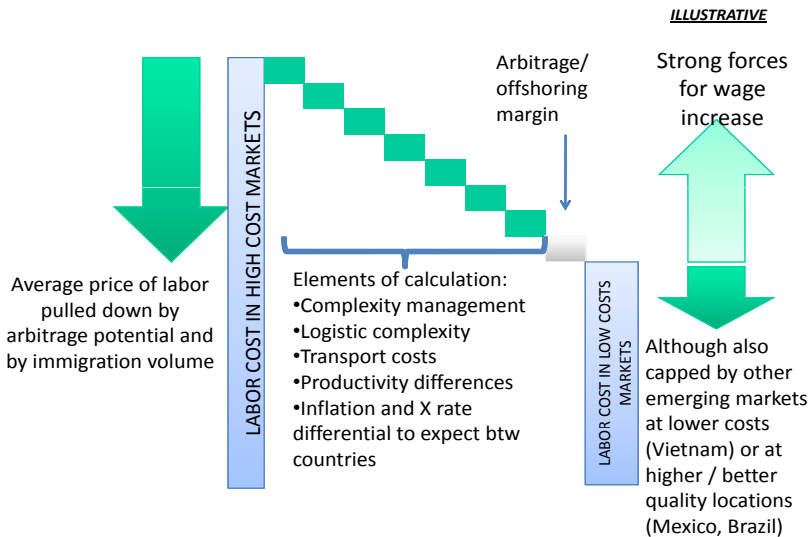 ILLUSTRATIVE
Arbitrage/
offshoring
margin
Strong forces
for wage
increase
LABOR COST IN HIGH COST MARKETS
Average price of labor
pulled down by
arbitrage potential and
by immigration volume
Elements of calculation:
•Complexity management
•Logistic complexity
•Transport costs
•Productivity differences
•Inflation and X rate
differential to expect btw
countries
LABOR COST IN LOW COSTS
MARKETS
Although also
capped by other
emerging markets
at lower costs
(Vietnam) or at
higher / better
quality locations
(Mexico, Brazil)